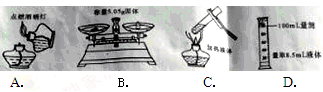 点燃酒精灯
容量5.05g固体
加热液体
100mL量筒
量取8.5mL液体
A. B. C. D.